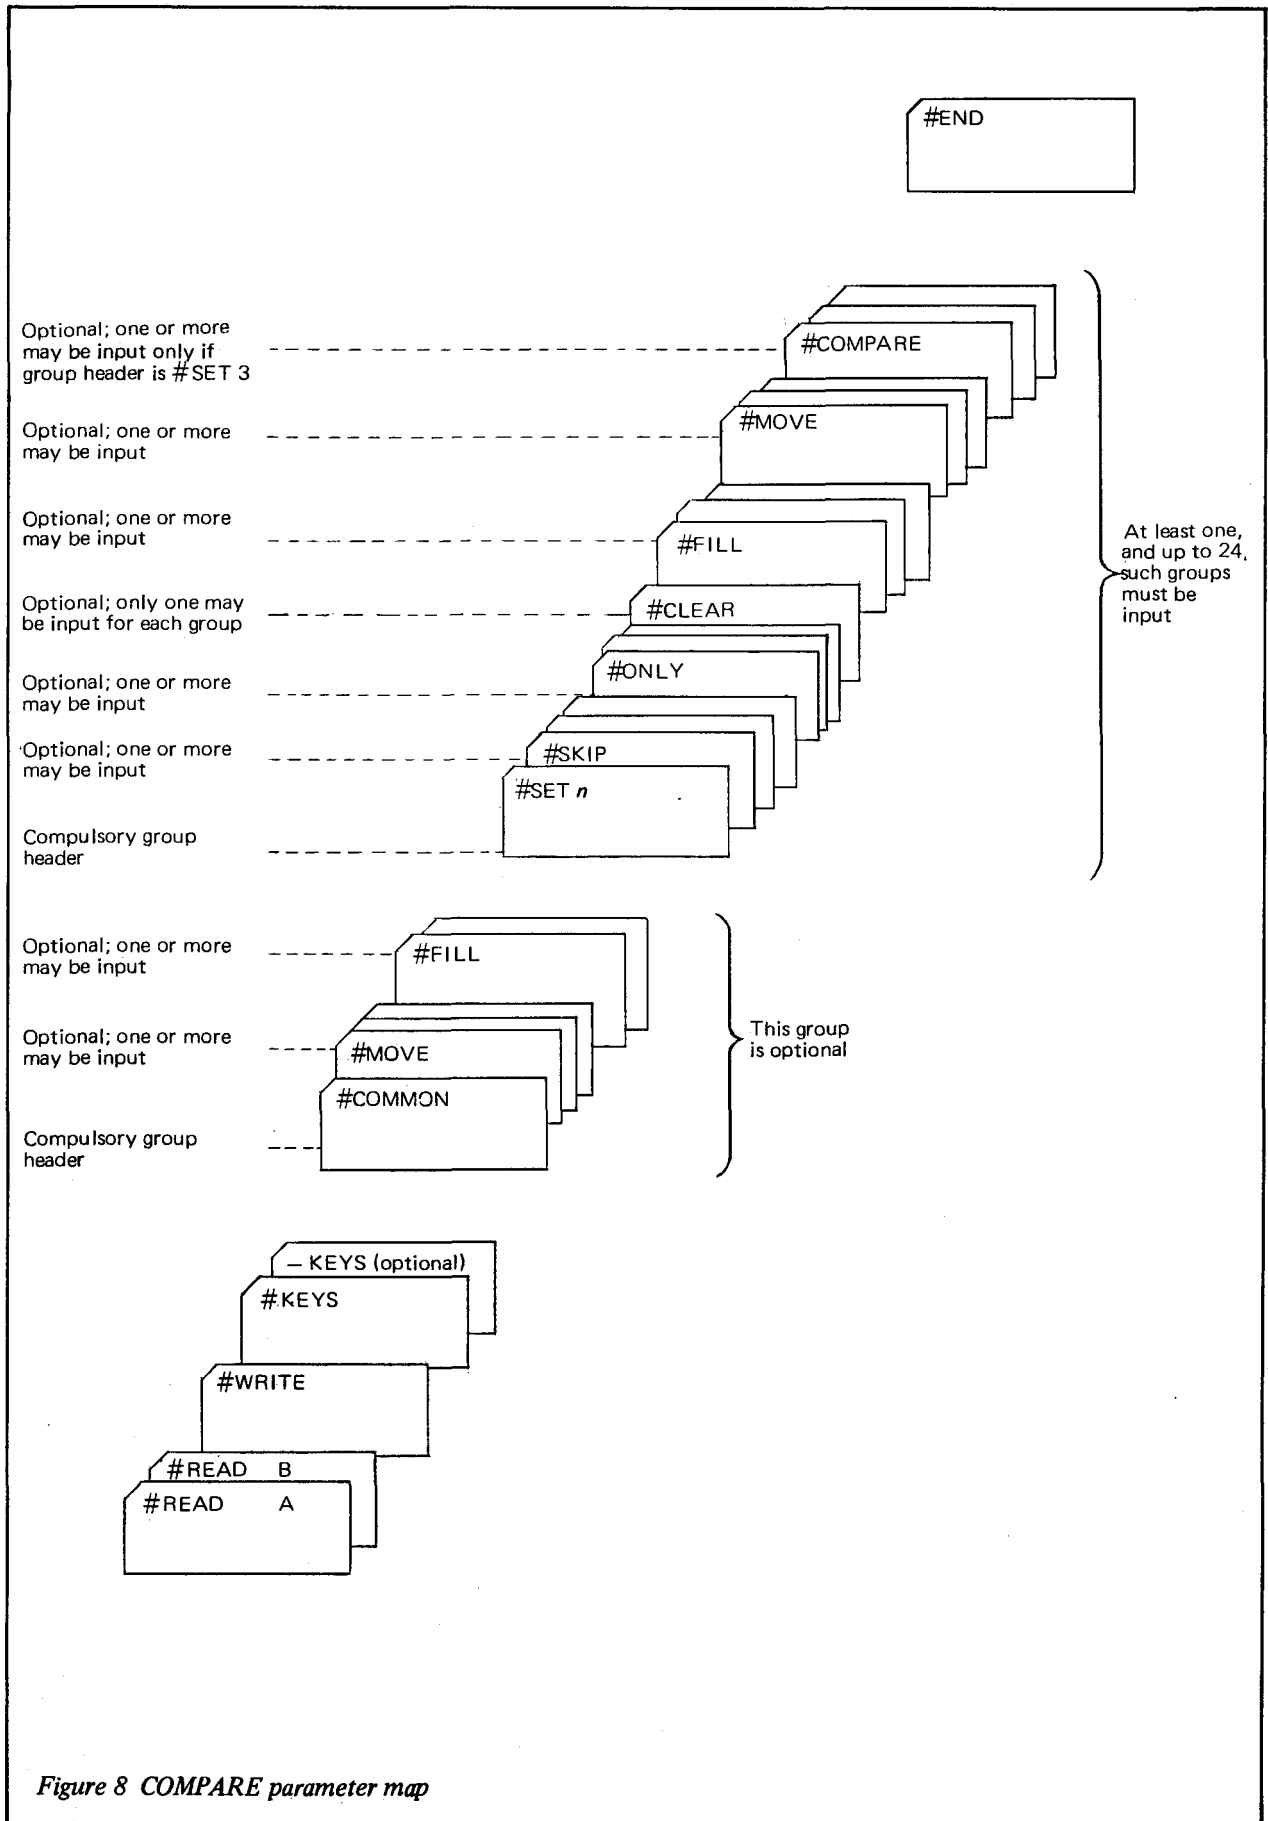 #END
Optional; one or more
may be input only if
group header is #SET 3
#COMPARE
Optional; one or more
may be input
#MOVE
Optional; one or more
may be input
#FILL
At least one,
and up to 24,
such groups
must be
input
Optional; only one may
be input for each group
#CLEAR
Optional; one or more
may be input
#ONLY
Optional; one or more
may be input
#SKIP
#SET n
Compulsory group
header
Optional; one or more
may be input
#FILL
Optional; one or more
may be input
#MOVE
This group
is optional
#COMMON
Compulsory group
header
– KEYS (optional)
#KEYS
#WRITE
#READ B
#READ A
Figure 8 COMPARE parameter map